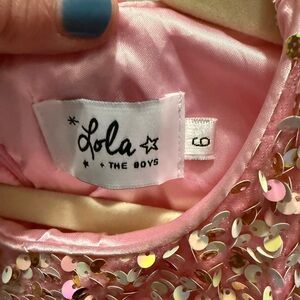 Lola
+ THE BOYS
6